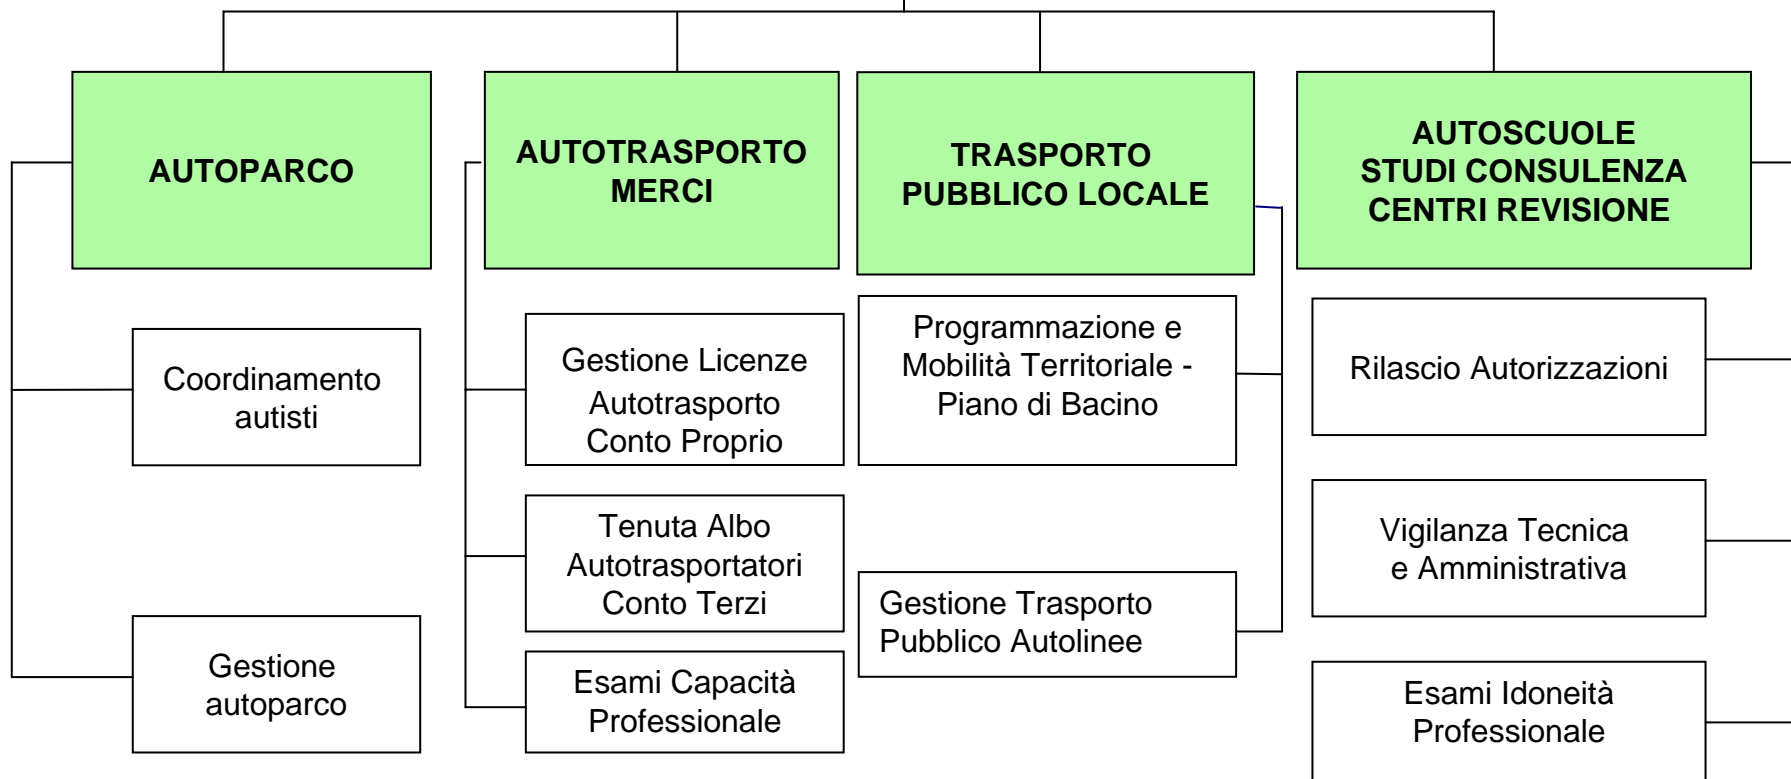 AUTOPARCO
AUTOTRASPORTO
MERCI
TRASPORTO
PUBBLICO LOCALE
AUTOSCUOLE
STUDI CONSULENZA
CENTRI REVISIONE
Coordinamento
autisti
Gestione
autoparco
Gestione Licenze
Autotrasporto
Conto Proprio
Tenuta Albo
Autotrasportatori
Conto Terzi
Esami Capacità
Professionale
Programmazione e
Mobilità Territoriale -
Piano di Bacino
Gestione Trasporto
Pubblico Autolinee
Rilascio Autorizzazioni
Vigilanza Tecnica
e Amministrativa
Esami Idoneità
Professionale